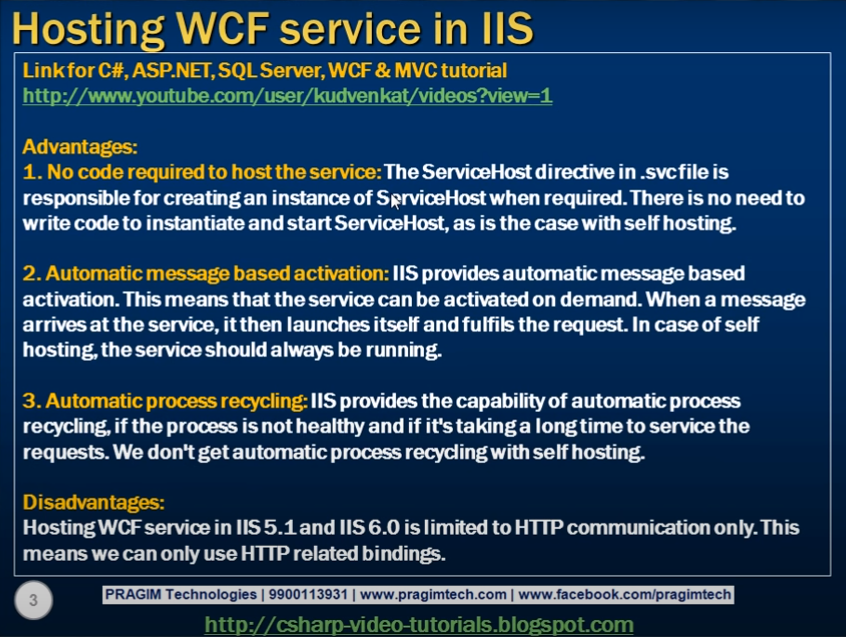 Hosting WCF service in IIS
Link for C#, ASP.NET, SQL Server, WCF & MVC tutorial
http://www.youtube.com/user/kudvenkat/videos?view=1
Advantages:
1. No code required to host the service: The ServiceHost directive in .svc file is
responsible for creating an instance of ServiceHost when required. There is no need to
write code to instantiate and start ServiceHost, as is the case with self hosting.
2. Automatic message based activation: IIS provides automatic message based
activation. This means that the service can be activated on demand. When a message
arrives at the service, it then launches itself and fulfils the request. In case of self
hosting, the service should always be running.
3. Automatic process recycling: IIS provides the capability of automatic process
recycling, if the process is not healthy and if it's taking a long time to service the
requests. We don't get automatic process recycling with self hosting.
Disadvantages:
Hosting WCF service in IIS 5.1 and IIS 6.0 is limited to HTTP communication only. This
means we can only use HTTP related bindings.
3
PRAGIM Technologies | 9900113931 | www.pragimtech.com | www.facebook.com/pragimtech
http://csharp-video-tutorials.blogspot.com